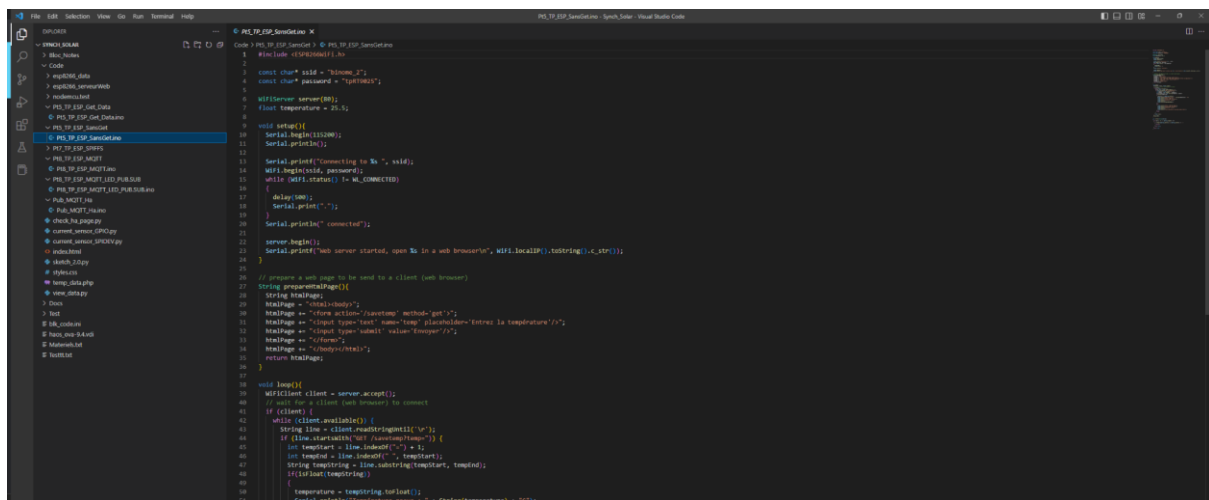 File Edit Selection View Go Run Terminal Help
Pt5_TP_ESP_SansGet.ino - Synch_Solar - Visual Studio Code
EXPLORER
SYNCH_SOLAR
> Bloc_Notes
Code
> esp8266_data
> esp8266_serveurWeb
> nodemcu.test
Pt5_TP_ESP_Get_Data
Pt5_TP_ESP_Get_Data.ino
Pt5_TP_ESP_SansGet
Pt5_TP_ESP_SansGet.ino
> Pt7_TP_ESP_SPIFFS
Pt8_TP_ESP_MQTT
Pt8_TP_ESP_MQTT.ino
Pt8_TP_ESP_MQTT_LED_PUB.SUB
Pt8_TP_ESP_MQTT_LED_PUB.SUB.ino
Pub_MQTT_Ha
Pub_MQTT_Ha.ino
check_ha_page.py
current_sensor_GPIO.py
current_sensor_SPIDEV.py
index.html
sketch_2.0.py
styles.css
temp_data.php
view_data.py
> Docs
> Test
blk_code.ini
haos_ova-9.4.vdi
Materiels.txt
Pt5_TP_ESP_SansGet.ino ×
Code > Pt5_TP_ESP_SansGet > Pt5_TP_ESP_SansGet.ino
1 #include <ESP8266WiFi.h>
2
3 const char* ssid = "binome_2";
4 const char* password = "tpRT0025";
5
6 WiFiServer server(80);
7 float temperature = 25.5;
8
9 void setup(){
10 Serial.begin(115200);
11 Serial.println();
12
13 Serial.printf("Connecting to %s ", ssid);
14 WiFi.begin(ssid, password);
15 while (WiFi.status() != WL_CONNECTED)
16 {
17 delay(500);
18 Serial.print(".");
19 }
20 Serial.println(" connected");
21
22 server.begin();
23 Serial.printf("Web server started, open %s in a web browser\n", WiFi.localIP().toString().c_str());
24 }
25
26 // prepare a web page to be send to a client (web browser)
27 String prepareHtmlPage(){
28 String htmlPage;
29 htmlPage = "<html><body>";
30 htmlPage += "<form action='/savetemp' method='get'>";
31 htmlPage += "<input type='text' name='temp' placeholder='Entrez la température'/>";
32 htmlPage += "<input type='submit' value='Envoyer'/>";
33 htmlPage += "</form>";
34 htmlPage += "</body></html>";
35 return htmlPage;
36 }
37
38 void loop(){
39 WiFiClient client = server.accept();
40 // wait for a client (web browser) to connect
41 if (client) {
42 while (client.available()) {
43 String line = client.readStringUntil('\r');
44 if (line.startsWith("GET /savetemp?temp=")) {
45 int tempStart = line.indexOf("=") + 1;
46 int tempEnd = line.indexOf(" ", tempStart);
47 String tempString = line.substring(tempStart, tempEnd);
48 if(isFloat(tempString))
49 {
50 temperature = tempString.toFloat();